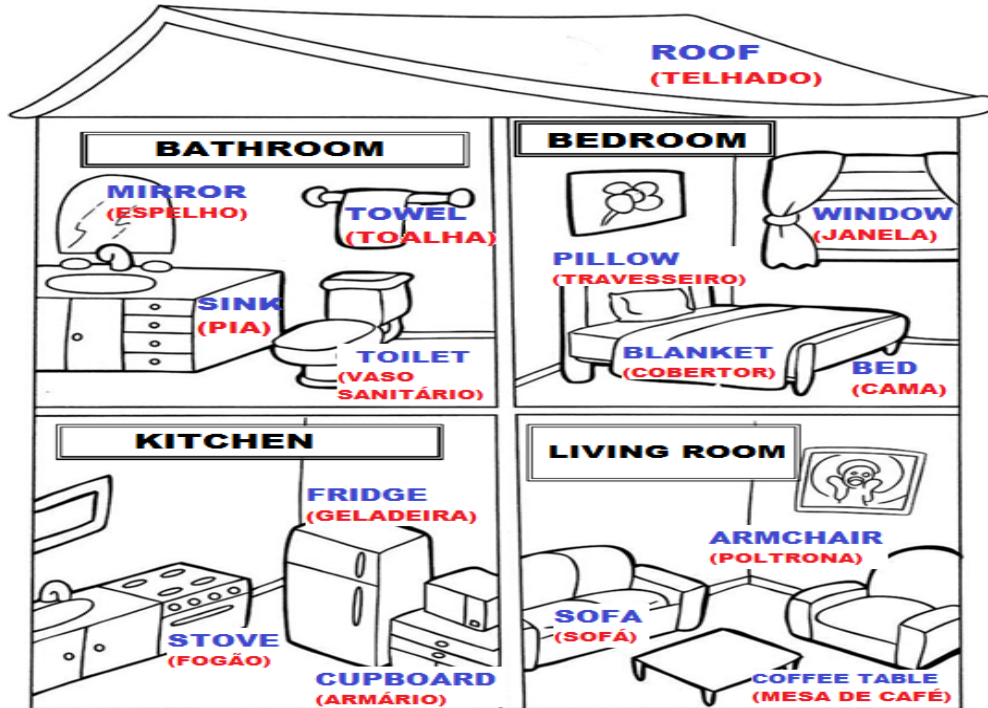 ROOF
(TELHADO)
BATHROOM
MIRROR
(ESPELHO)
TOWEL
(TOALHA)
SINK
(PIA)
TOILET
(VASO
SANITÁRIO)
BEDROOM
WINDOW
(JANELA)
PILLOW
(TRAVESSEIRO)
BLANKET
(COBERTOR)
BED
(CAMA)
KITCHEN
FRIDGE
(GELADEIRA)
STOVE
(FOGÃO)
CUPBOARD
(ARMÁRIO)
LIVING ROOM
ARMCHAIR
(POLTRONA)
SOFA
(SOFÁ)
COFFEE TABLE
(MESA DE CAFÉ)